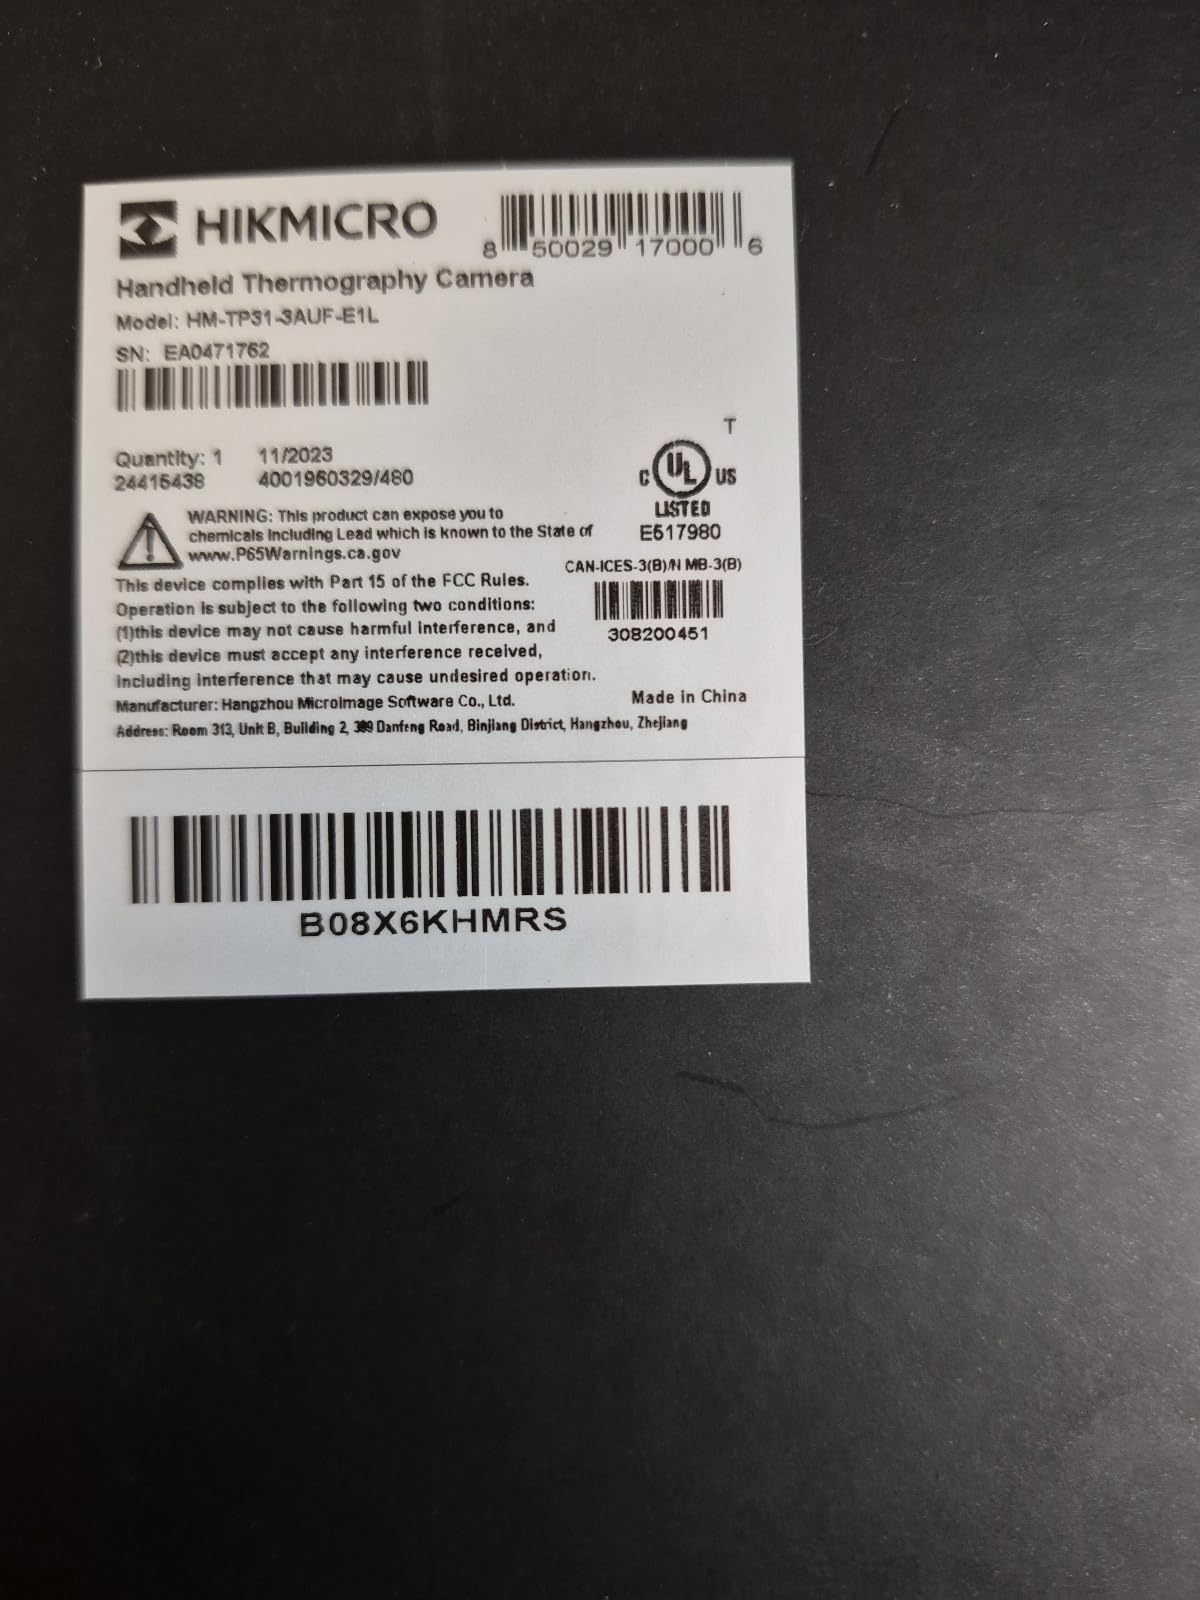 HIKMICRO
8 50029 17000 6
Handheld Thermography Camera
Model: HM-TP31-3AUF-E1L
SN: EA0471762
T
Quantity: 1 11/2023
24415438 4001960329/480
C UL US
LISTED
E517980
WARNING: This product can expose you to
chemicals including Lead which is known to the State of
www.P65Warnings.ca.gov
CAN-ICES-3(B)/N MB-3(B)
308200451
This device complies with Part 15 of the FCC Rules.
Operation is subject to the following two conditions:
(1)this device may not cause harmful interference, and
(2)this device must accept any interference received,
including interference that may cause undesired operation.
Manufacturer: Hangzhou Microimage Software Co., Ltd.
Made in China
Address: Room 313, Unit B, Building 2, 399 Danfeng Road, Binjiang District, Hangzhou, Zhejiang
B08X6KHMRS